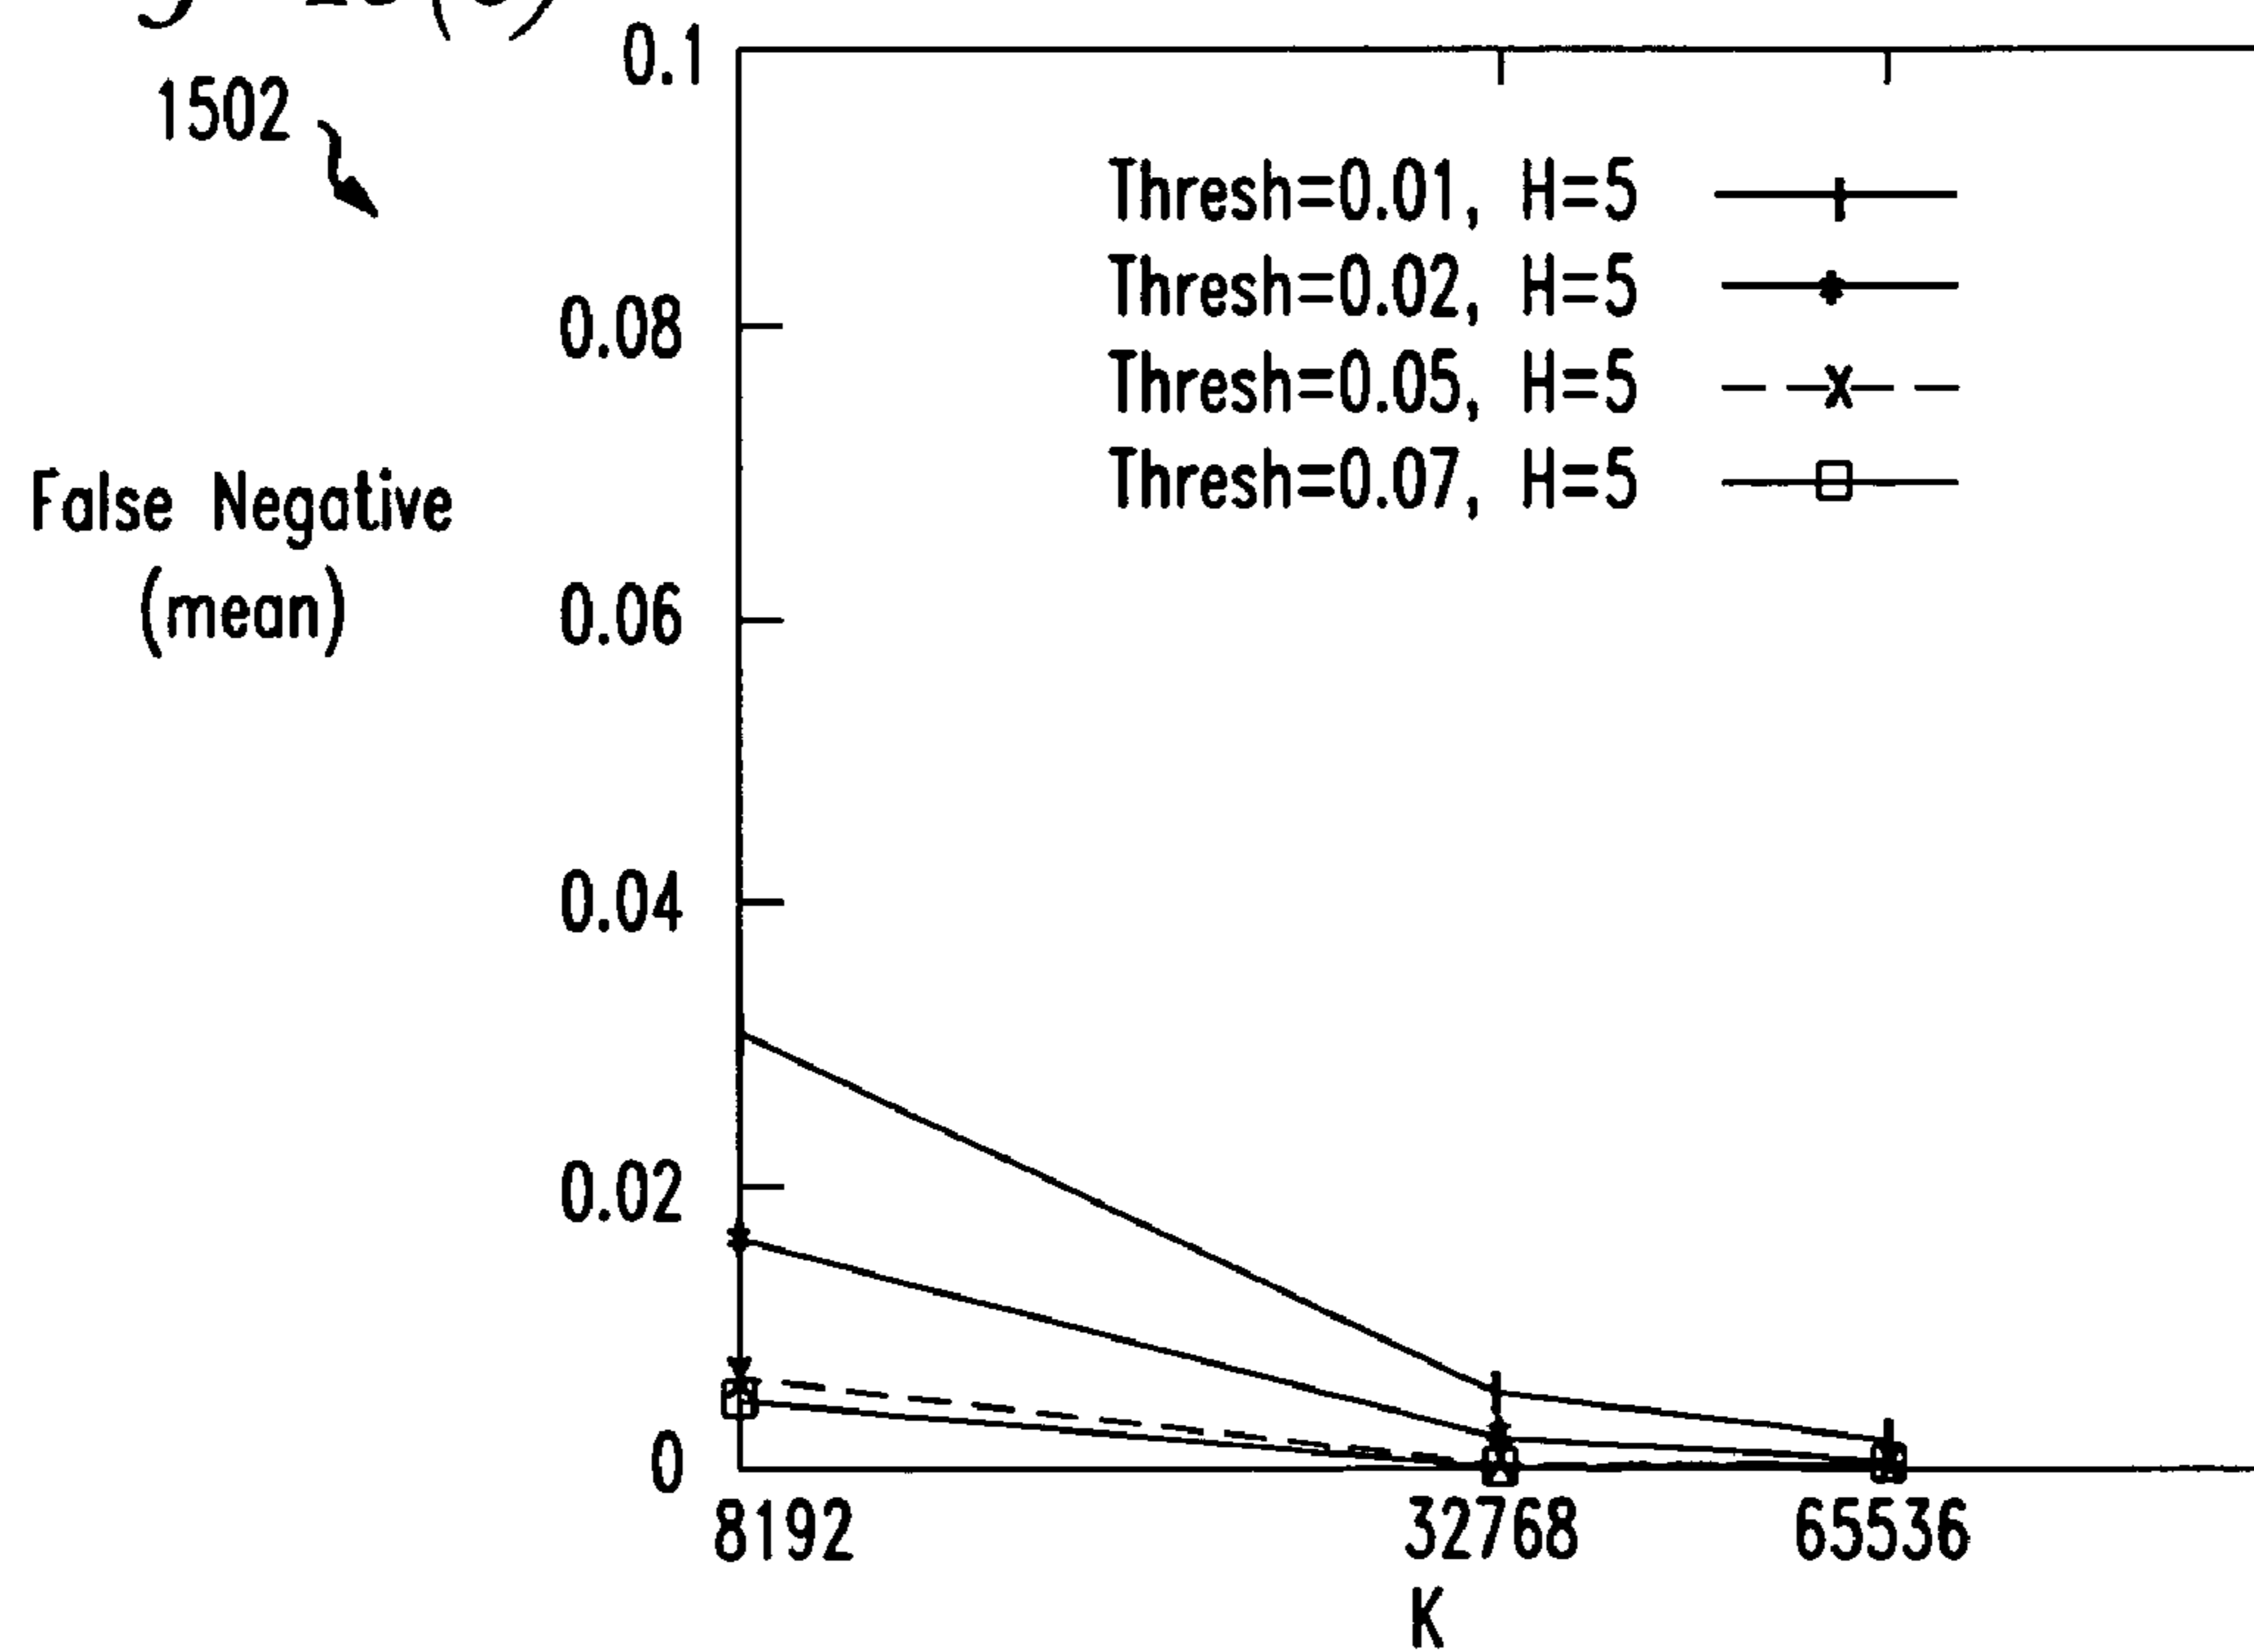 0.1
1502
Thresh=0.01, H=5
Thresh=0.02, H=5
0.08
Thresh=0.05, H=5
Thresh=0.07, H=5
False Negative
(mean)
0.06
0.04
0.02
0
8192 32768 65536
K